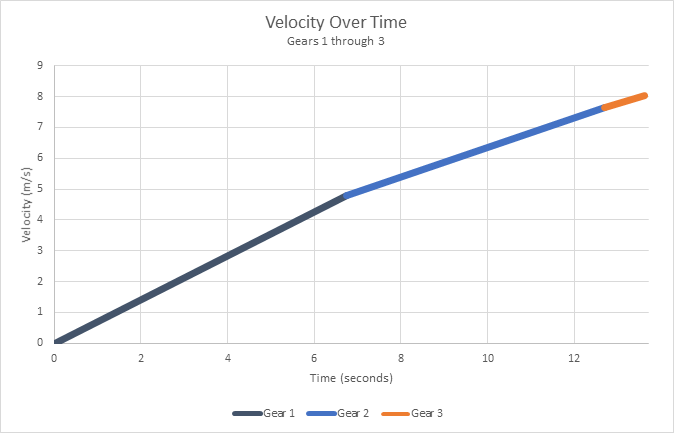 Velocity Over Time
Gears 1 through 3
9
8
7
6
5
4
3
2
1
0
Velocity (m/s)
0 2 4 6 8 10 12
Time (seconds)
Gear 1 Gear 2 Gear 3